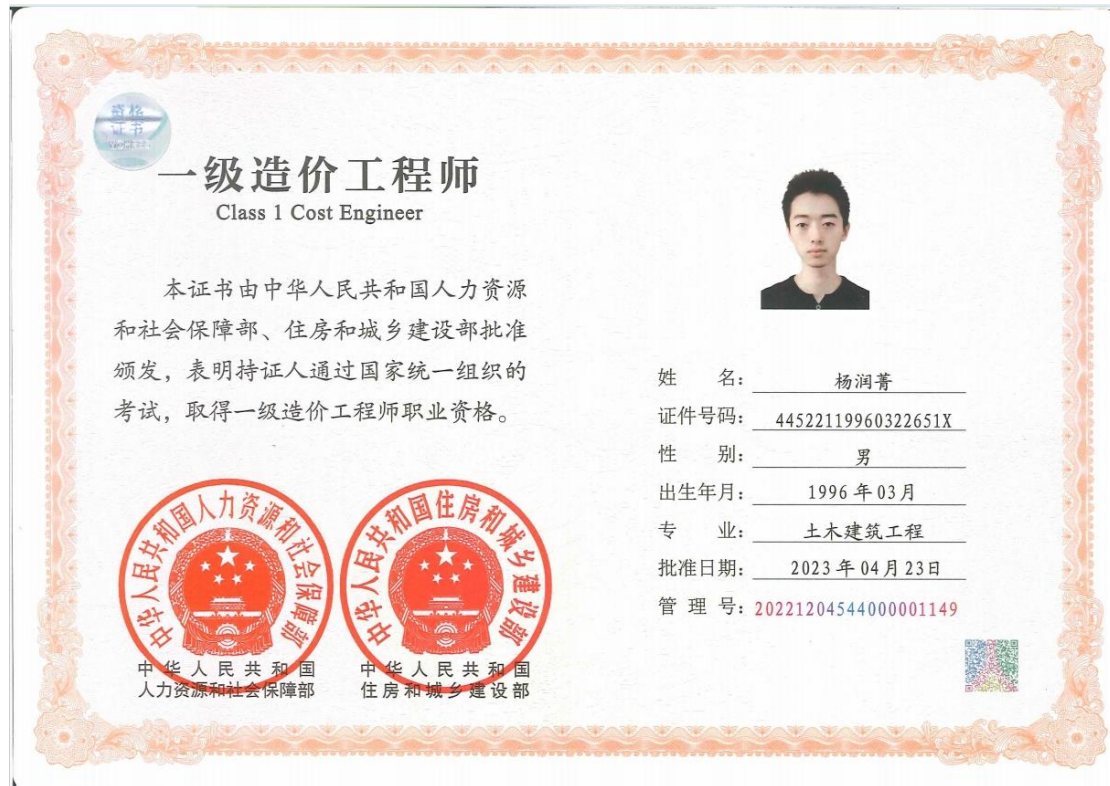 资格
证书
一级造价工程师
Class 1 Cost Engineer
本证书由中华人民共和国人力资源
和社会保障部、住房和城乡建设部批准
颁发，表明持证人通过国家统一组织的
考试，取得一级造价工程师职业资格。
中华人民共和国人力资源和社会保障部
中华人民共和国住房和城乡建设部
中华人民共和国
人力资源和社会保障部
中华人民共和国
住房和城乡建设部
姓 名： 杨润菁
证件号码： 44522119960322651X
性 别： 男
出生年月： 1996年03月
专 业： 土木建筑工程
批准日期： 2023年04月23日
管 理 号： 20221204544000001149